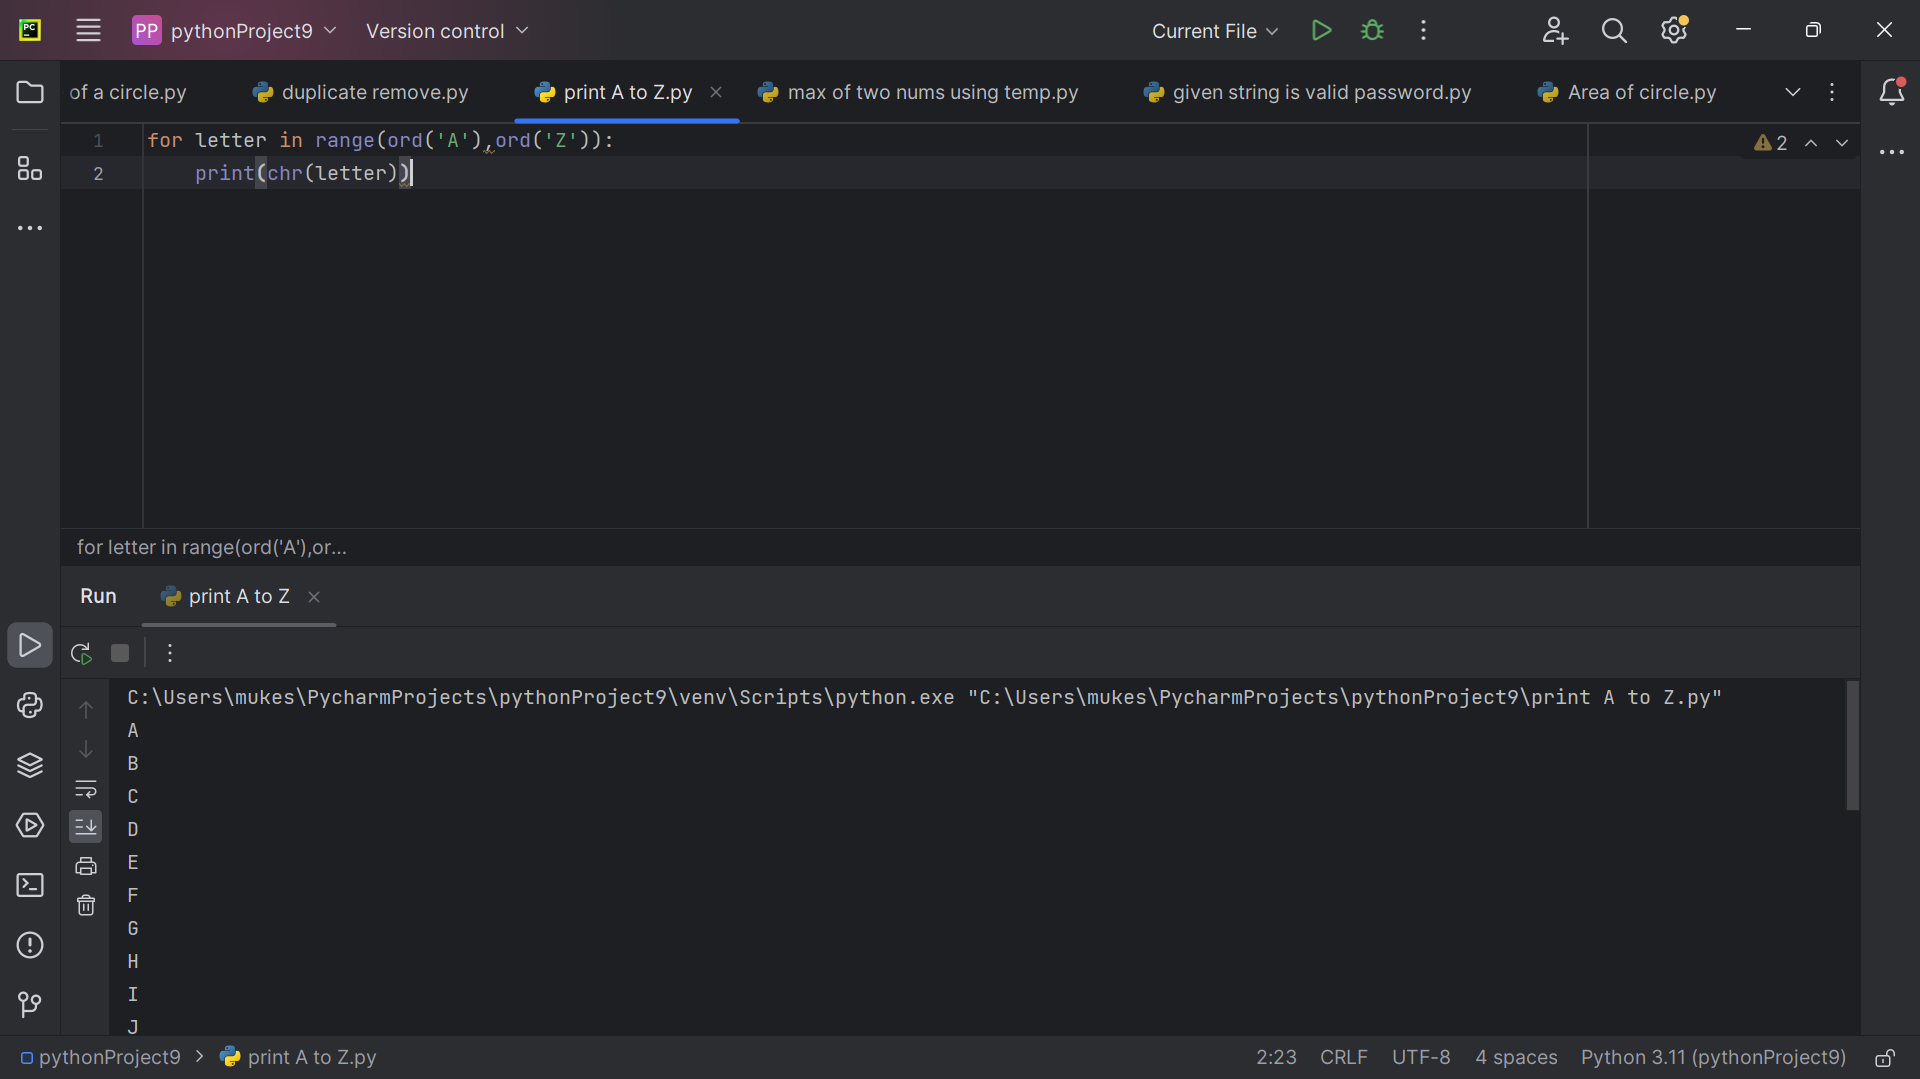 PC
PP pythonProject9 Version control Current File
of a circle.py duplicate remove.py print A to Z.py max of two nums using temp.py given string is valid password.py Area of circle.py
1 for letter in range(ord('A'),ord('Z')): 2
2     print(chr(letter))
for letter in range(ord('A'),or...
Run print A to Z
C:\Users\mukes\PycharmProjects\pythonProject9\venv\Scripts\python.exe "C:\Users\mukes\PycharmProjects\pythonProject9\print A to Z.py"
A
B
C
D
E
F
G
H
I
J
pythonProject9 > print A to Z.py 2:23 CRLF UTF-8 4 spaces Python 3.11 (pythonProject9)